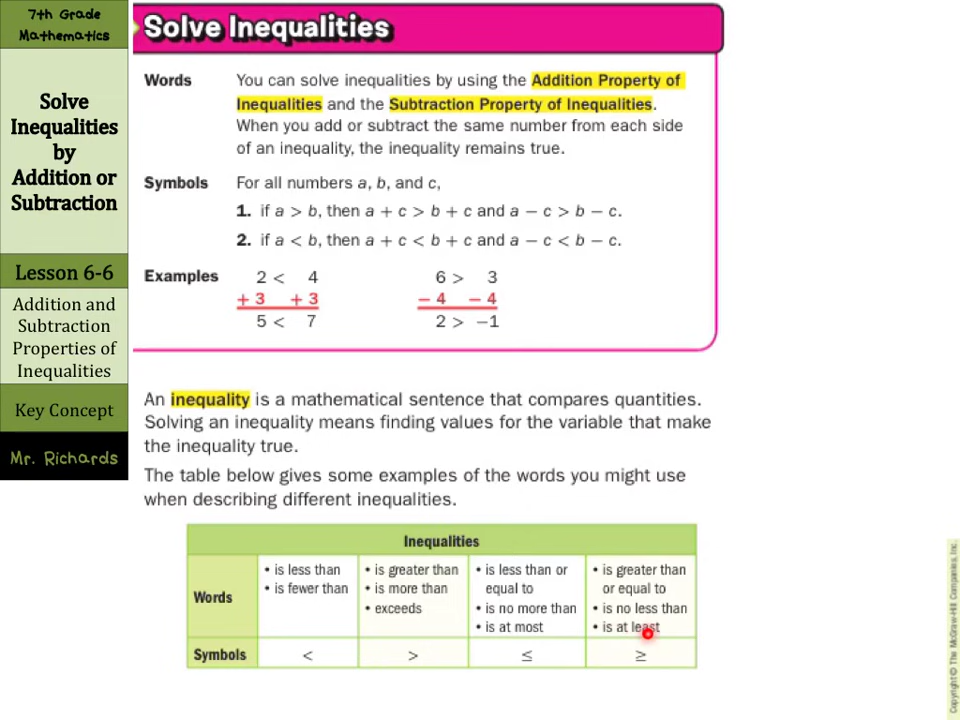 7th Grade
Mathematics
Solve
Inequalities
by
Addition or
Subtraction
Lesson 6-6
Addition and
Subtraction
Properties of
Inequalities
Key Concept
Mr. Richards
Solve Inequalities
Words You can solve inequalities by using the Addition Property of
Inequalities and the Subtraction Property of Inequalities.
When you add or subtract the same number from each side
of an inequality, the inequality remains true.
Symbols For all numbers a, b, and c,
1. if a > b, then a + c > b + c and a − c > b − c.
2. if a < b, then a + c < b + c and a − c < b − c.
Examples 2 < 4 6 > 3
+ 3 + 3 − 4 − 4
5 < 7 2 > −1
An inequality is a mathematical sentence that compares quantities.
Solving an inequality means finding values for the variable that make
the inequality true.
The table below gives some examples of the words you might use
when describing different inequalities.
Inequalities
Words
• is less than
• is fewer than
• is greater than
• is more than
• exceeds
• is less than or
equal to
• is no more than
• is at most
• is greater than
or equal to
• is no less than
• is at least
Symbols < > ≤ ≥
Copyright © The McGraw-Hill Companies, Inc.